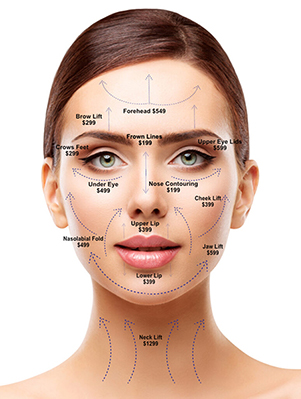 Forehead $549
Brow Lift
$299
Frown Lines
$199
Crows Feet
$299
Upper Eye Lids
$599
Under Eye
$499
Nose Contouring
$199
Cheek Lift
$399
Upper Lip
$399
Nasolabial Fold
$499
Jaw Lift
$599
Lower Lip
$399
Neck Lift
$1299